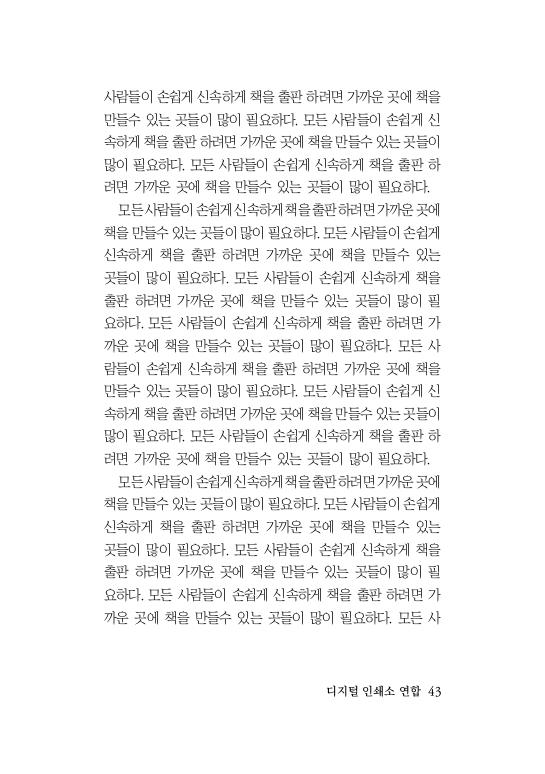 사람들이 손쉽게 신속하게 책을 출판 하려면 가까운 곳에 책을
만들수 있는 곳들이 많이 필요하다. 모든 사람들이 손쉽게 신
속하게 책을 출판 하려면 가까운 곳에 책을 만들수 있는 곳들이
많이 필요하다. 모든 사람들이 손쉽게 신속하게 책을 출판 하
려면 가까운 곳에 책을 만들수 있는 곳들이 많이 필요하다.
모든 사람들이 손쉽게 신속하게 책을 출판 하려면 가까운 곳에
책을 만들수 있는 곳들이 많이 필요하다. 모든 사람들이 손쉽게
신속하게 책을 출판 하려면 가까운 곳에 책을 만들수 있는
곳들이 많이 필요하다. 모든 사람들이 손쉽게 신속하게 책을
출판 하려면 가까운 곳에 책을 만들수 있는 곳들이 많이 필
요하다. 모든 사람들이 손쉽게 신속하게 책을 출판 하려면 가
까운 곳에 책을 만들수 있는 곳들이 많이 필요하다. 모든 사
람들이 손쉽게 신속하게 책을 출판 하려면 가까운 곳에 책을
만들수 있는 곳들이 많이 필요하다. 모든 사람들이 손쉽게 신
속하게 책을 출판 하려면 가까운 곳에 책을 만들수 있는 곳들이
많이 필요하다. 모든 사람들이 손쉽게 신속하게 책을 출판 하
려면 가까운 곳에 책을 만들수 있는 곳들이 많이 필요하다.
모든 사람들이 손쉽게 신속하게 책을 출판 하려면 가까운 곳에
책을 만들수 있는 곳들이 많이 필요하다. 모든 사람들이 손쉽게
신속하게 책을 출판 하려면 가까운 곳에 책을 만들수 있는
곳들이 많이 필요하다. 모든 사람들이 손쉽게 신속하게 책을
출판 하려면 가까운 곳에 책을 만들수 있는 곳들이 많이 필
요하다. 모든 사람들이 손쉽게 신속하게 책을 출판 하려면 가
까운 곳에 책을 만들수 있는 곳들이 많이 필요하다. 모든 사
디지털 인쇄소 연합 43